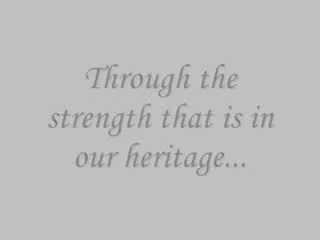 Through the
strength that is in
our heritage...